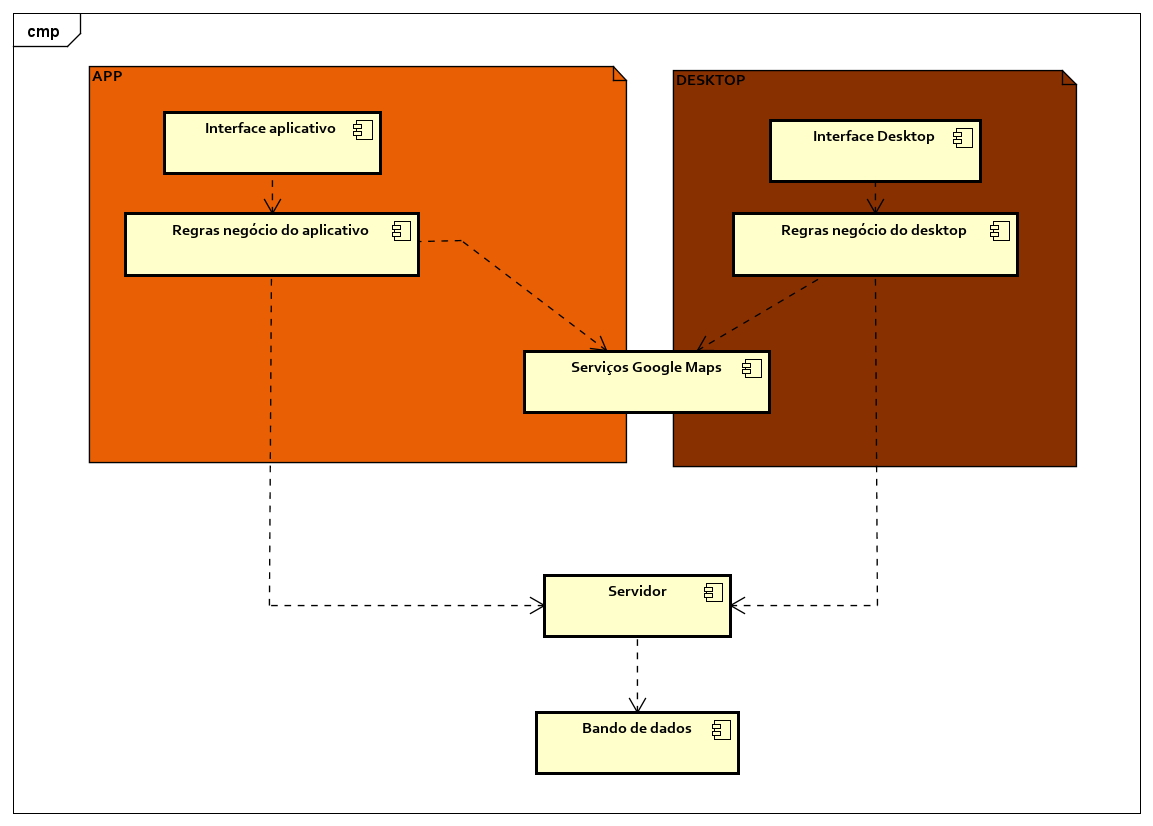 cmp
APP
DESKTOP
Interface aplicativo
Interface Desktop
Regras negócio do aplicativo
Regras negócio do desktop
Serviços Google Maps
Servidor
Bando de dados